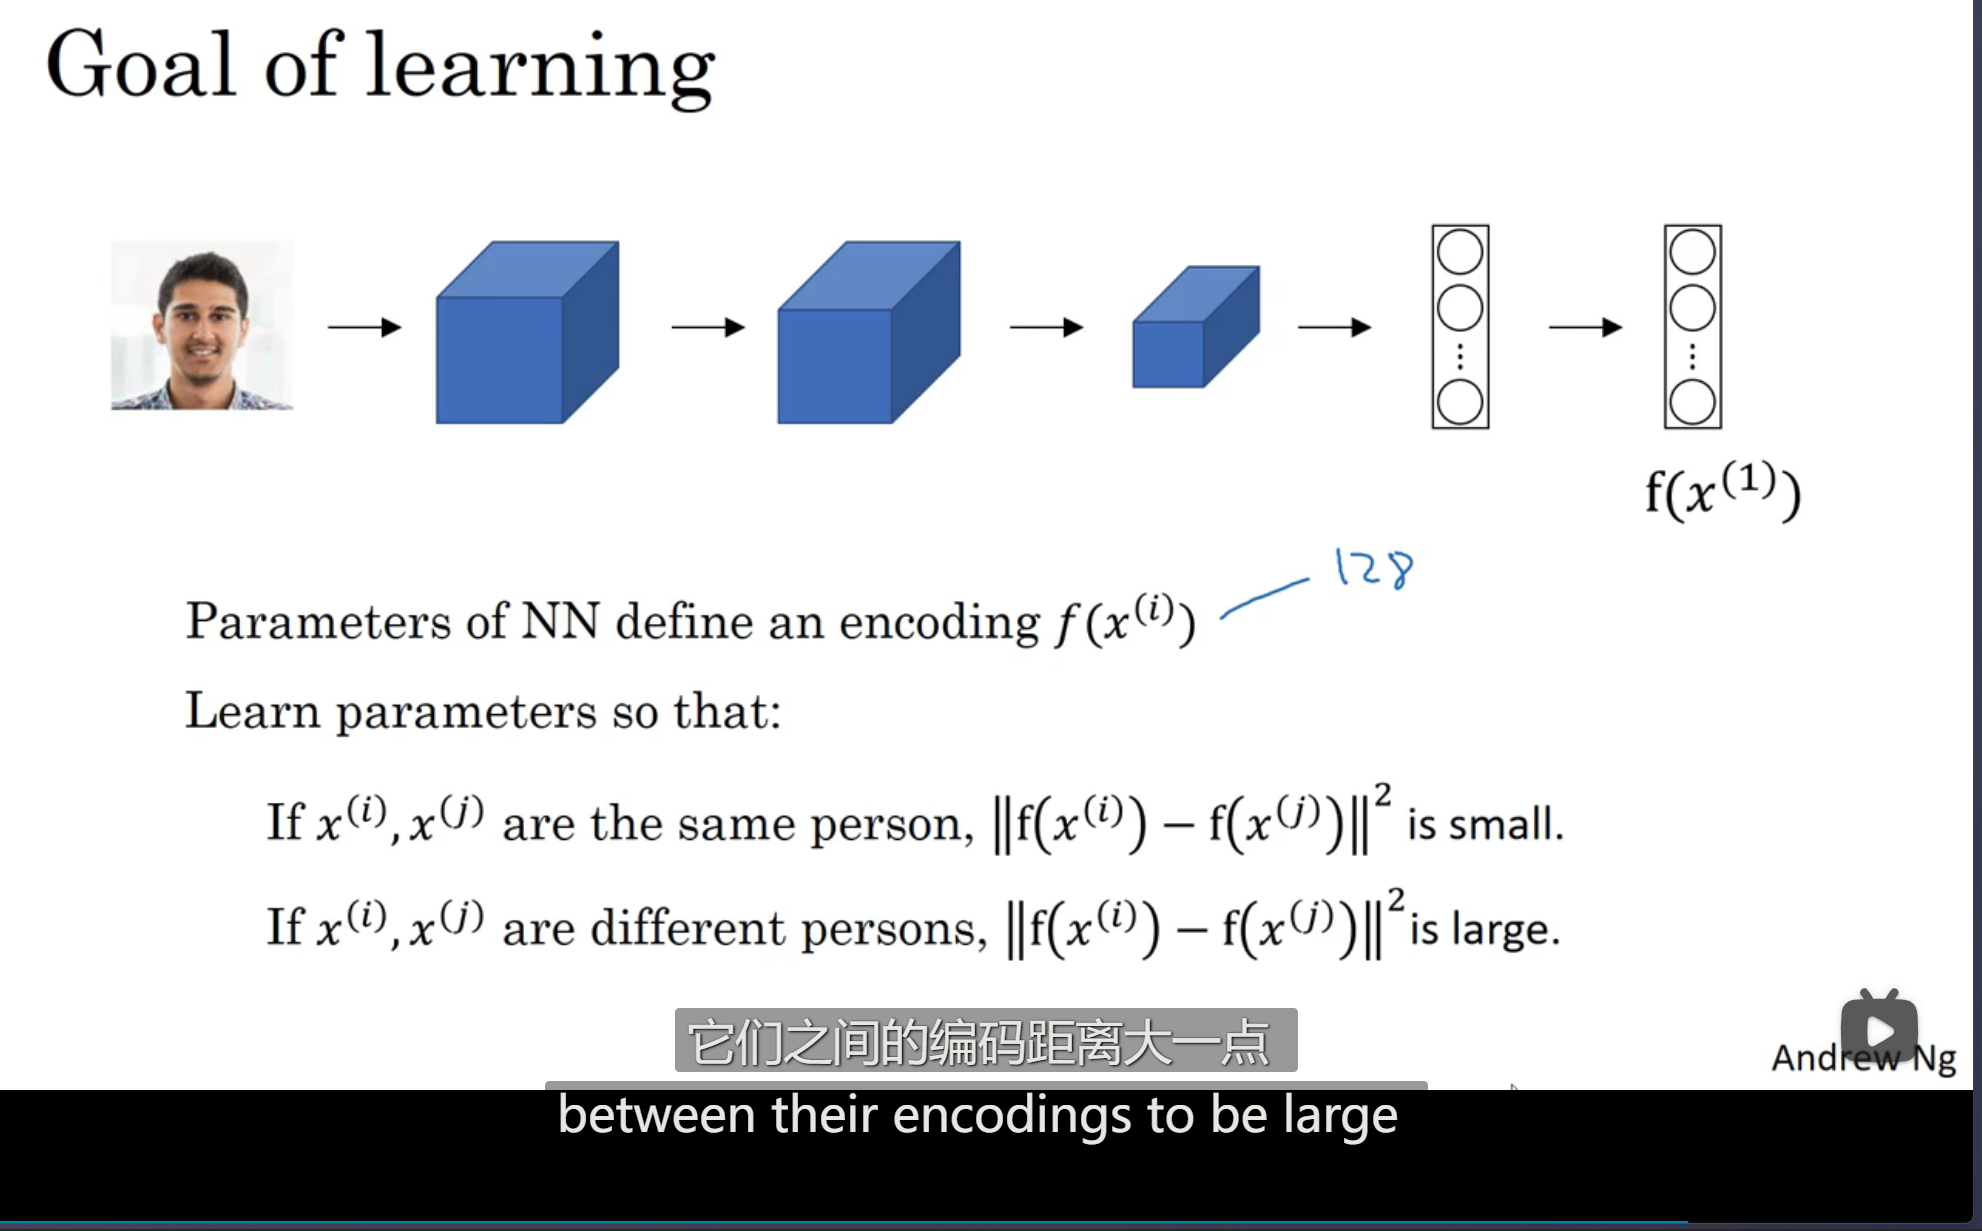 Goal of learning
f(x⁽¹⁾)
128
Parameters of NN define an encoding f(x⁽ⁱ⁾)
Learn parameters so that:
If x⁽ⁱ⁾, x⁽ʲ⁾ are the same person, ‖f(x⁽ⁱ⁾) − f(x⁽ʲ⁾)‖² is small.
If x⁽ⁱ⁾, x⁽ʲ⁾ are different persons, ‖f(x⁽ⁱ⁾) − f(x⁽ʲ⁾)‖² is large.
它们之间的编码距离大一点
Andrew Ng
between their encodings to be large